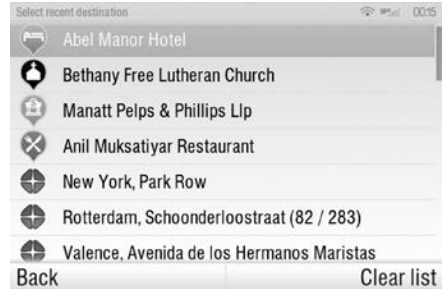 Select recent destination 00:15
Abel Manor Hotel
Bethany Free Lutheran Church
Manatt Pelps & Phillips Llp
Anil Muksatiyar Restaurant
New York, Park Row
Rotterdam, Schoonderloostraat (82 / 283)
Valence, Avenida de los Hermanos Maristas
Back Clear list